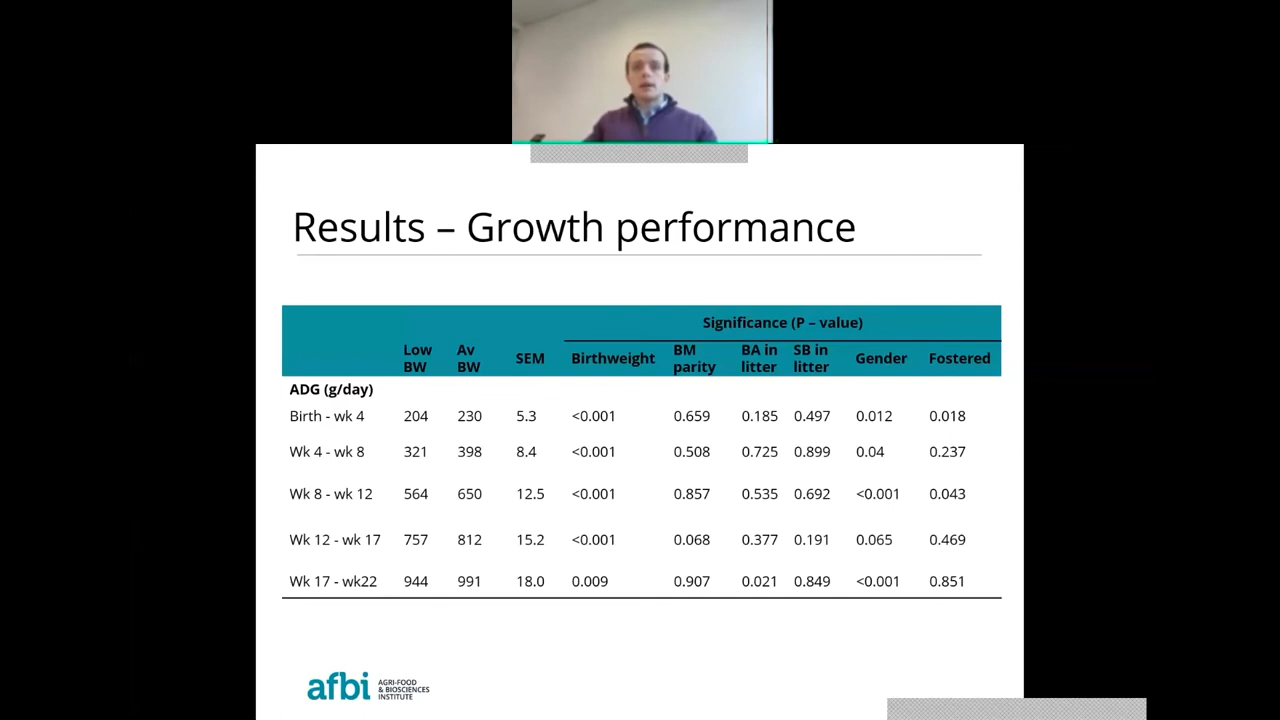 Results – Growth performance
Significance (P – value)
Low BW Av BW SEM Birthweight BM parity BA in litter SB in litter Gender Fostered
ADG (g/day)
Birth - wk 4 204 230 5.3 <0.001 0.659 0.185 0.497 0.012 0.018
Wk 4 - wk 8 321 398 8.4 <0.001 0.508 0.725 0.899 0.04 0.237
Wk 8 - wk 12 564 650 12.5 <0.001 0.857 0.535 0.692 <0.001 0.043
Wk 12 - wk 17 757 812 15.2 <0.001 0.068 0.377 0.191 0.065 0.469
Wk 17 - wk22 944 991 18.0 0.009 0.907 0.021 0.849 <0.001 0.851
afbi AGRI-FOOD
& BIOSCIENCES
INSTITUTE